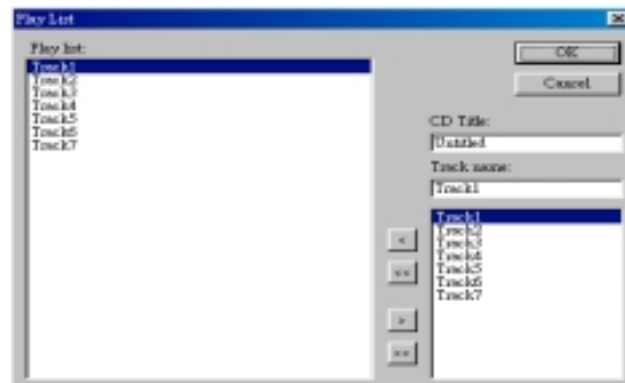 Play List
Play list:
Track1
Track2
Track3
Track4
Track5
Track6
Track7
OK
Cancel
CD Title:
Untitled
Track name:
Track1
Track1
Track2
Track3
Track4
Track5
Track6
Track7
<
<<
>
>>